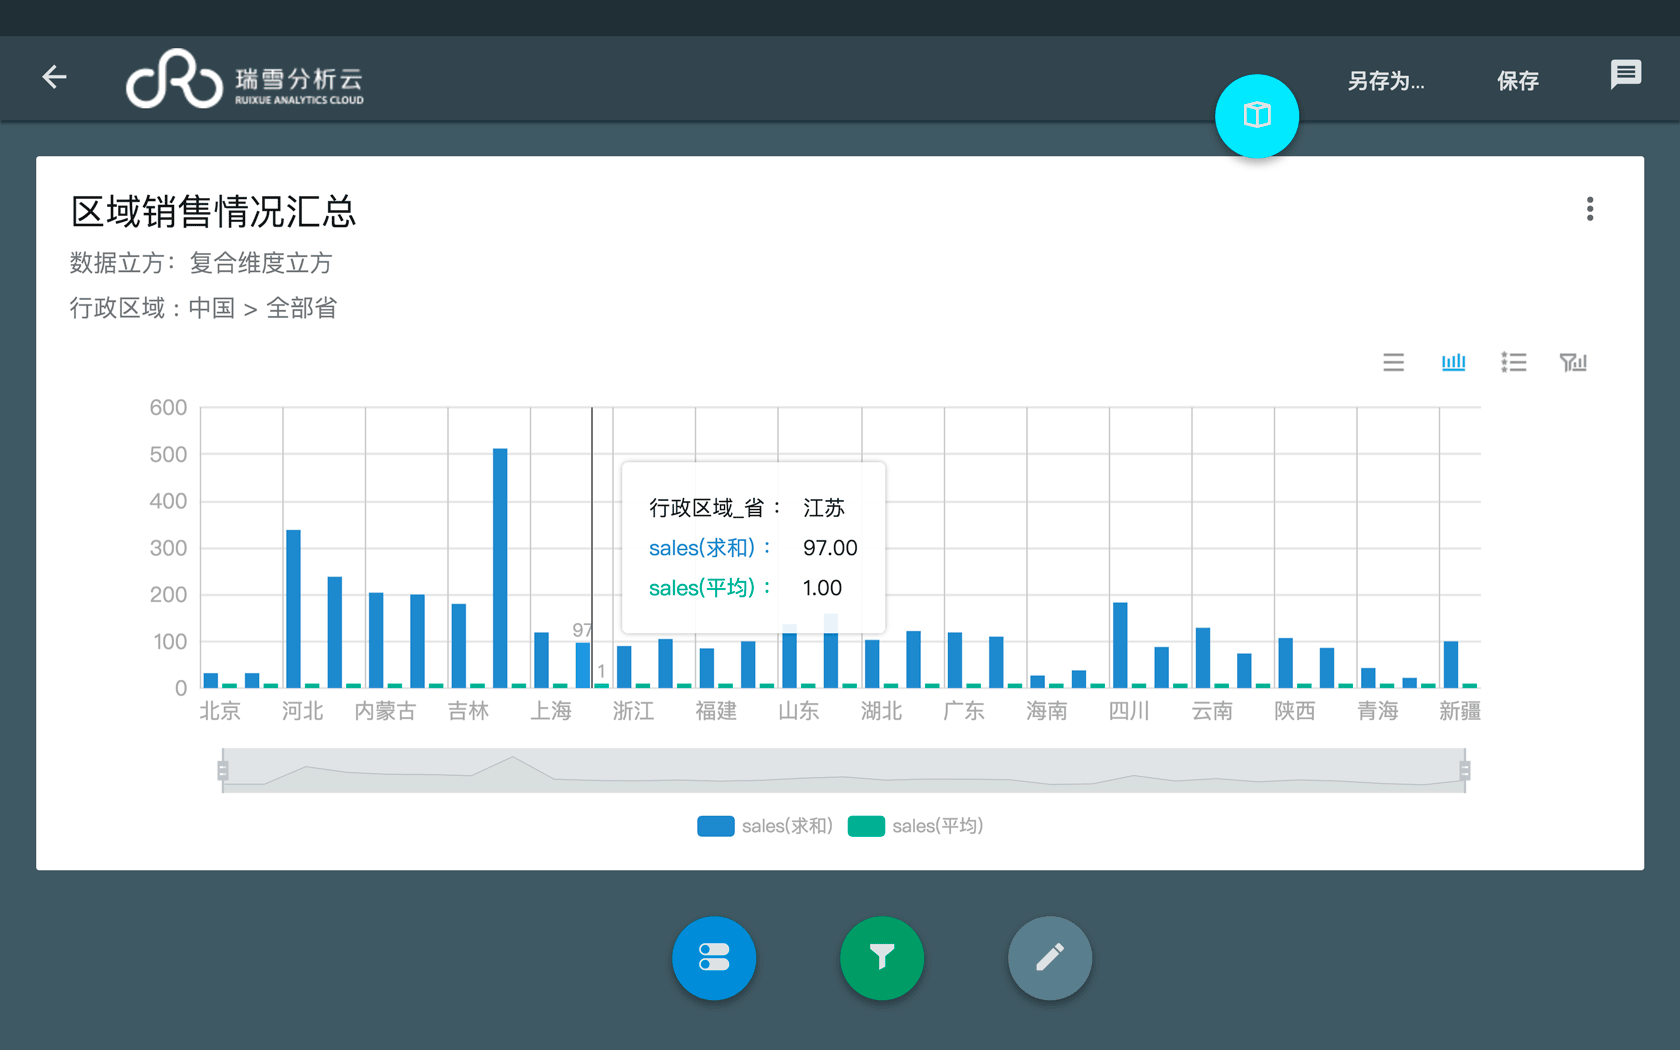 瑞雪分析云
RUIXUE ANALYTICS CLOUD
另存为...
保存
区域销售情况汇总
数据立方：复合维度立方
行政区域 : 中国 > 全部省
600
500
400
300
200
100
0
97
1
行政区域_省： 江苏
sales(求和)： 97.00
sales(平均)： 1.00
北京 河北 内蒙古 吉林 上海 浙江 福建 山东 湖北 广东 海南 四川 云南 陕西 青海 新疆
sales(求和) sales(平均)